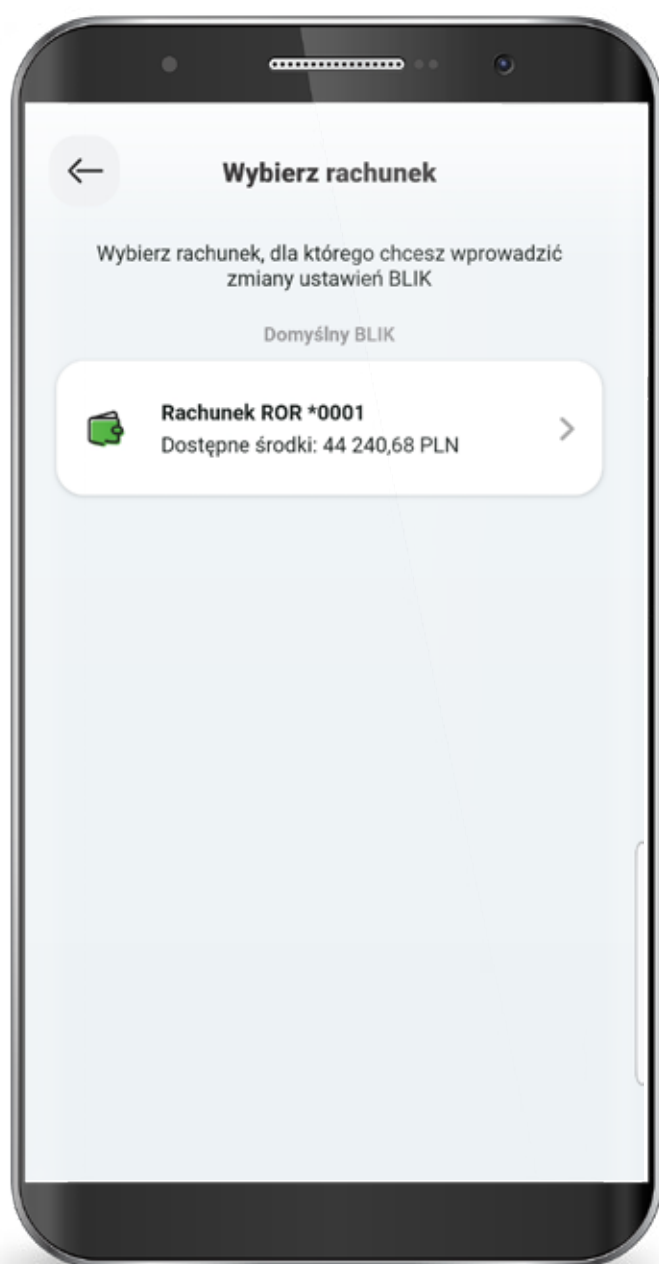 Wybierz rachunek
Wybierz rachunek, dla którego chcesz wprowadzić
zmiany ustawień BLIK
Domyślny BLIK
Rachunek ROR *0001
Dostępne środki: 44 240,68 PLN